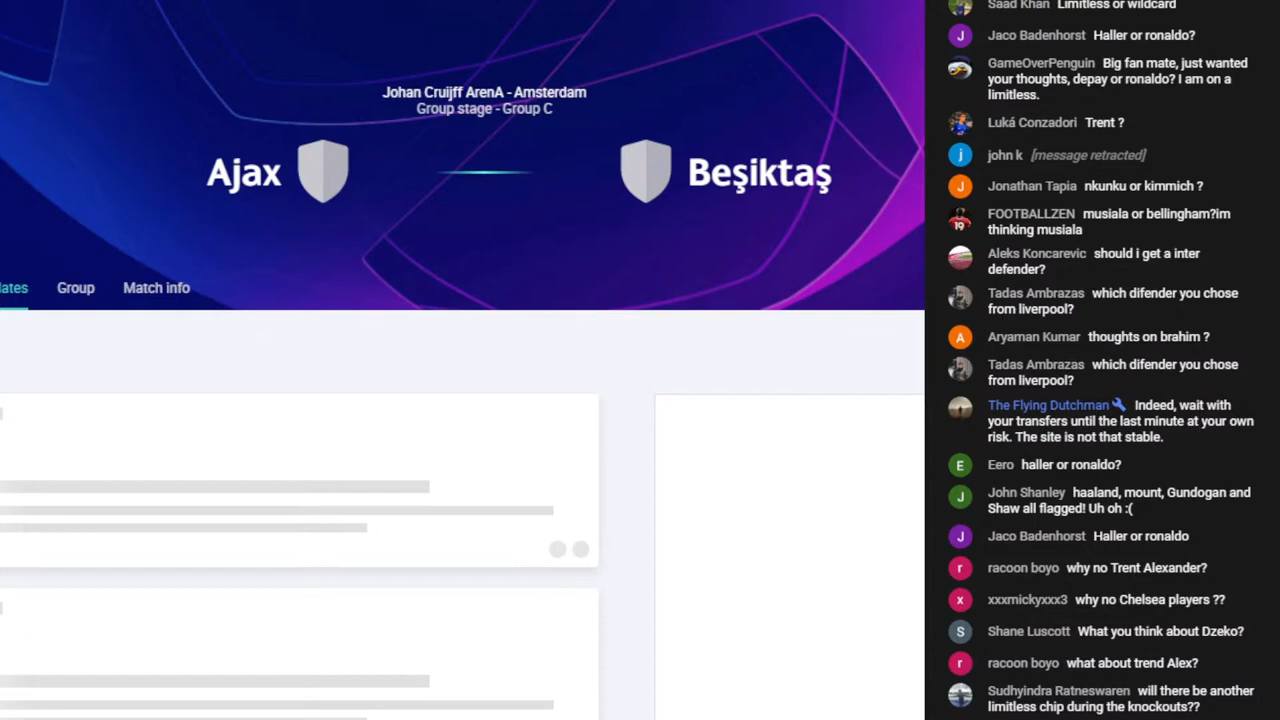 Johan Cruijff ArenA - Amsterdam
Group stage - Group C
Ajax
Beşiktaş
lates
Group
Match info
Saad Khan Limitless or wildcard
J
Jaco Badenhorst Haller or ronaldo?
GameOverPenguin Big fan mate, just wanted
your thoughts, depay or ronaldo? I am on a
limitless.
Luká Conzadori Trent ?
j
john k [message retracted]
J
Jonathan Tapia nkunku or kimmich ?
19
FOOTBALLZEN musiala or bellingham?im
thinking musiala
Aleks Koncarevic should i get a inter
defender?
Tadas Ambrazas which difender you chose
from liverpool?
A
Aryaman Kumar thoughts on brahim ?
Tadas Ambrazas which difender you chose
from liverpool?
The Flying Dutchman Indeed, wait with
your transfers until the last minute at your own
risk. The site is not that stable.
E
Eero haller or ronaldo?
J
John Shanley haaland, mount, Gundogan and
Shaw all flagged! Uh oh :(
J
Jaco Badenhorst Haller or ronaldo
r
racoon boyo why no Trent Alexander?
x
xxxmickyxxx3 why no Chelsea players ??
S
Shane Luscott What you think about Dzeko?
r
racoon boyo what about trend Alex?
Sudhyindra Ratneswaren will there be another
limitless chip during the knockouts??